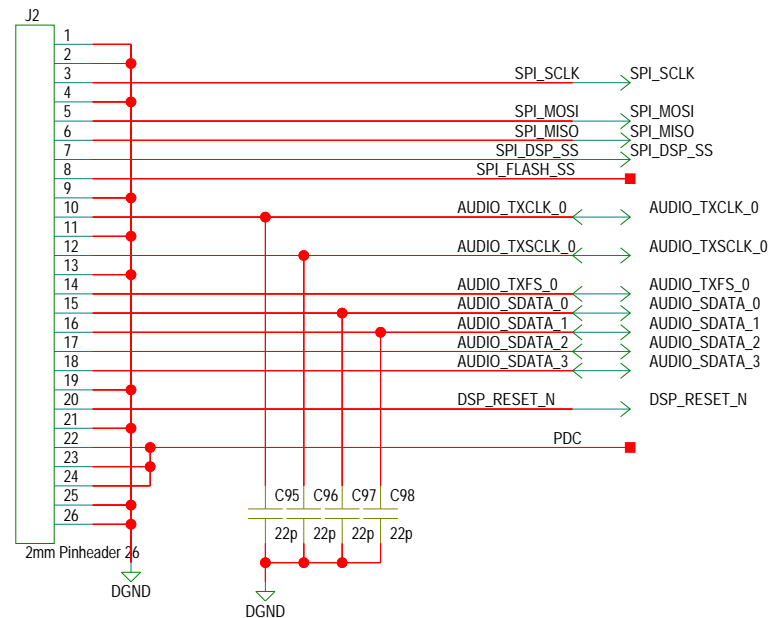 J2
1
2
3 SPI_SCLK SPI_SCLK
4
5 SPI_MOSI SPI_MOSI
6 SPI_MISO SPI_MISO
7 SPI_DSP_SS SPI_DSP_SS
8 SPI_FLASH_SS
9
10 AUDIO_TXCLK_0 AUDIO_TXCLK_0
11
12 AUDIO_TXSCLK_0 AUDIO_TXSCLK_0
13
14 AUDIO_TXFS_0 AUDIO_TXFS_0
15 AUDIO_SDATA_0 AUDIO_SDATA_0
16 AUDIO_SDATA_1 AUDIO_SDATA_1
17 AUDIO_SDATA_2 AUDIO_SDATA_2
18 AUDIO_SDATA_3 AUDIO_SDATA_3
19
20 DSP_RESET_N DSP_RESET_N
21
22 PDC
23
24
25 C95 C96 C97 C98
26 22p 22p 22p 22p
2mm Pinheader 26
DGND
DGND